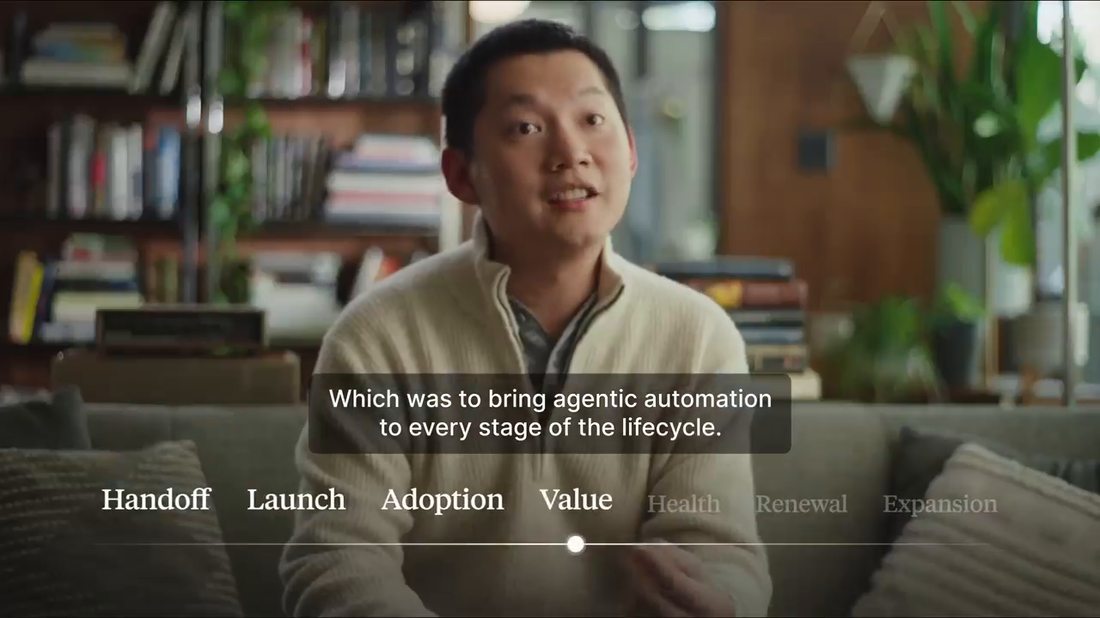 Which was to bring agentic automation
to every stage of the lifecycle.
Handoff Launch Adoption Value Health Renewal Expansion